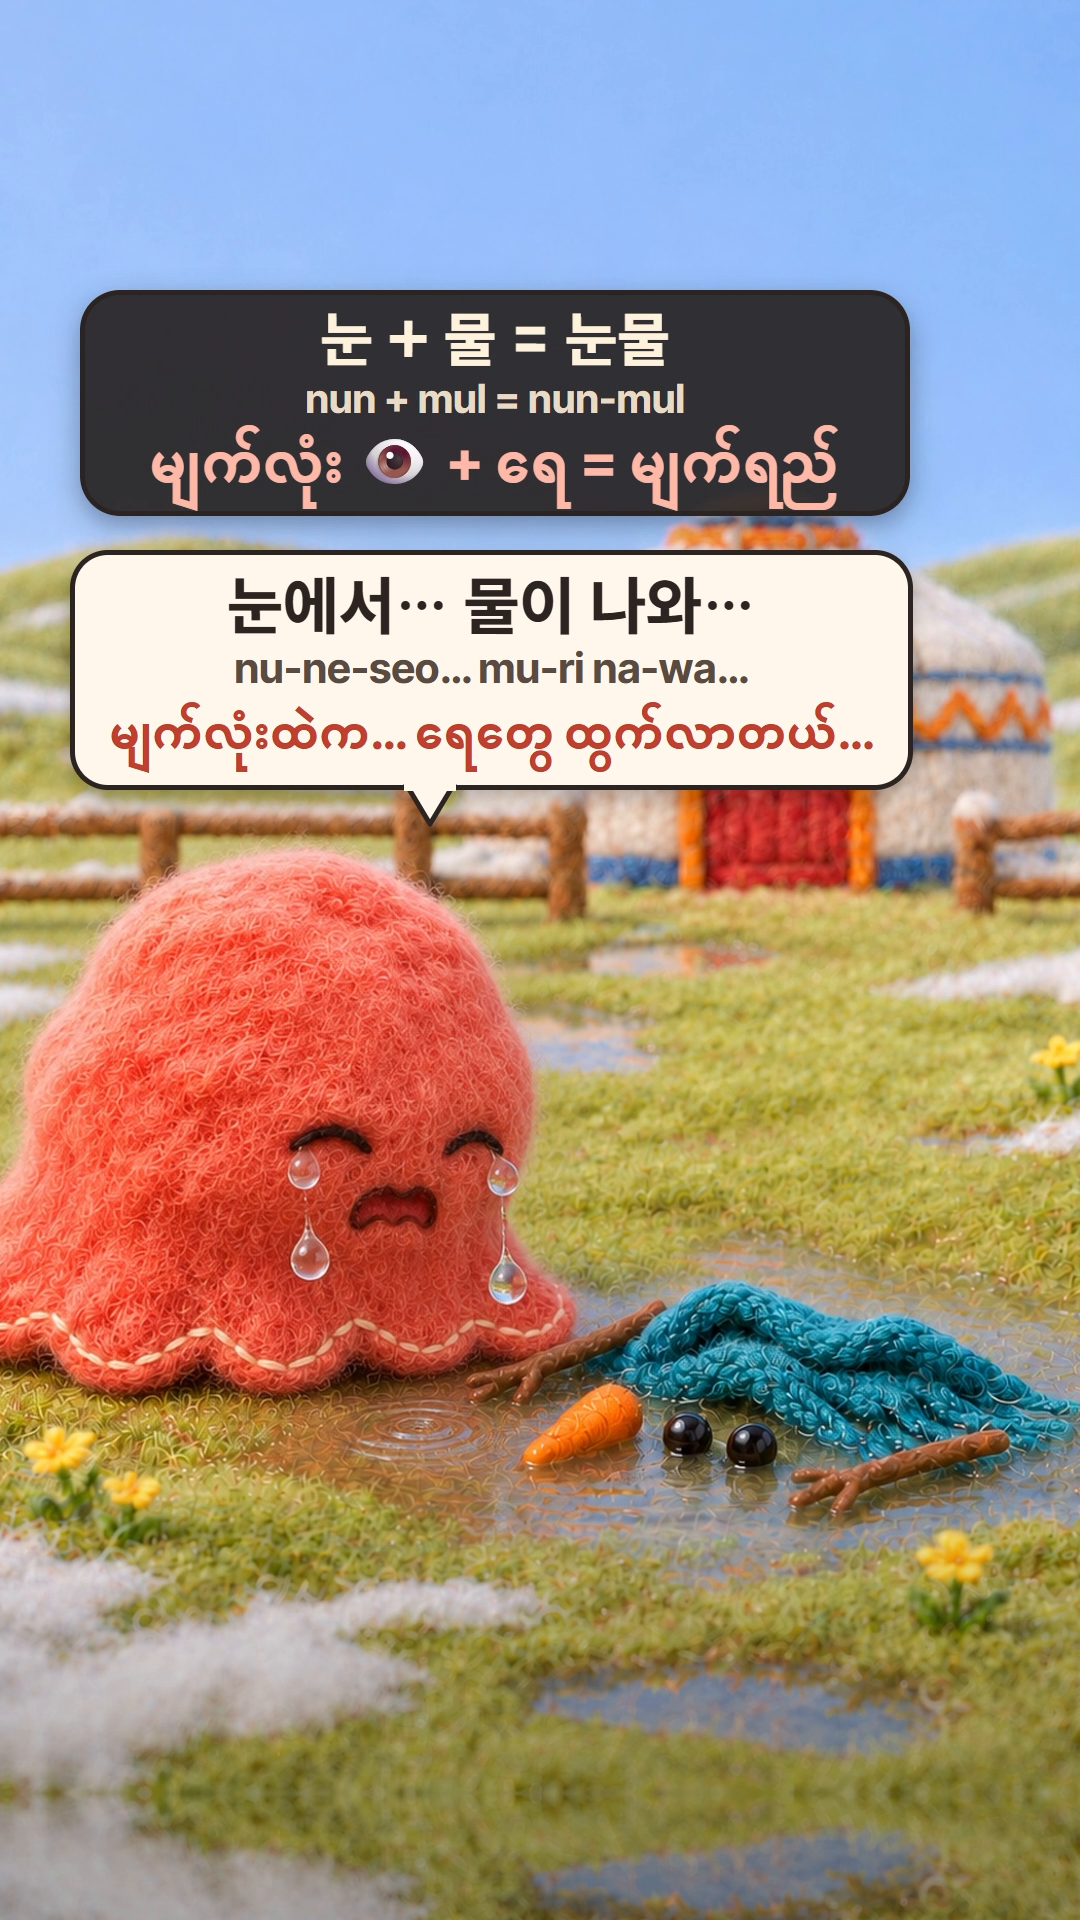 눈 + 물 = 눈물
nun + mul = nun-mul
မျက်လုံး 👁️ + ရေ = မျက်ရည်
눈에서… 물이 나와…
nu-ne-seo... mu-ri na-wa...
မျက်လုံးထဲက... ရေတွေ ထွက်လာတယ်...